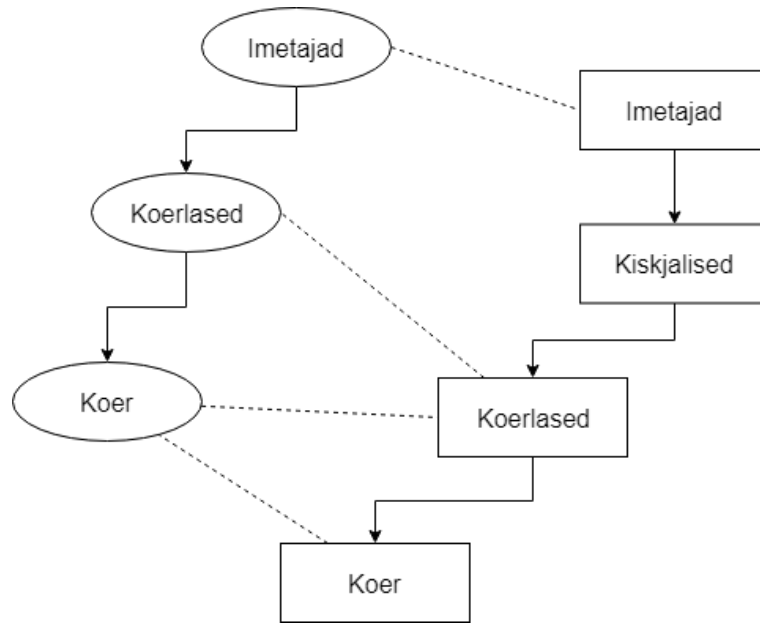 Imetajad
Imetajad
Koerlased
Kiskjalised
Koer
Koerlased
Koer